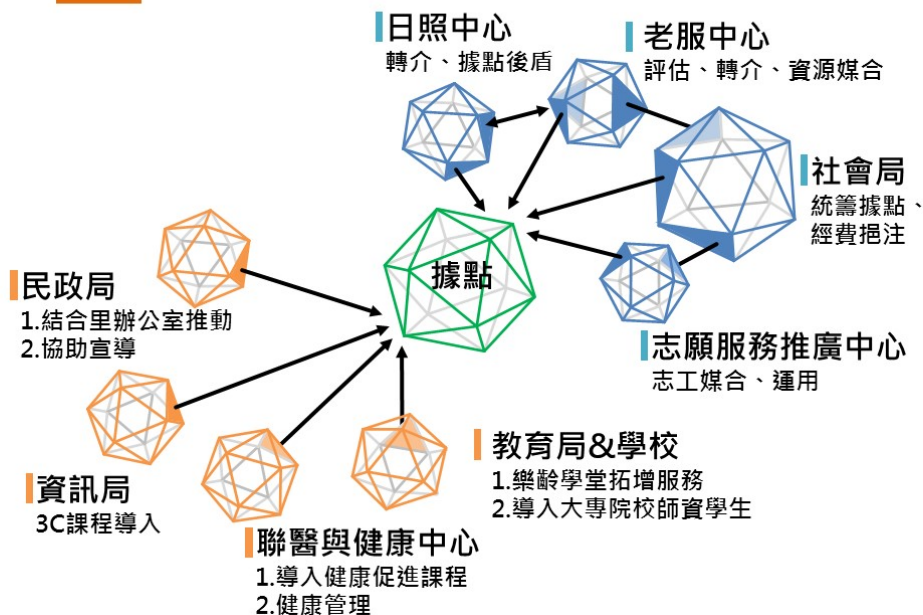 日照中心
轉介、據點後盾
老服中心
評估、轉介、資源媒合
社會局
統籌據點、
經費挹注
據點
民政局
1.結合里辦公室推動
2.協助宣導
志願服務推廣中心
志工媒合、運用
資訊局
3C課程導入
教育局&學校
1.樂齡學堂拓增服務
2.導入大專院校師資學生
聯醫與健康中心
1.導入健康促進課程
2.健康管理